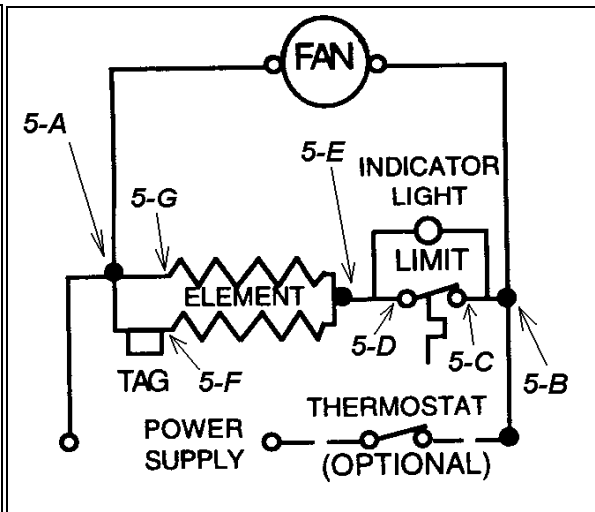 FAN
5-A
5-E
INDICATOR
LIGHT
5-G
LIMIT
ELEMENT
5-D
5-C
TAG
5-F
5-B
THERMOSTAT
POWER
SUPPLY
(OPTIONAL)